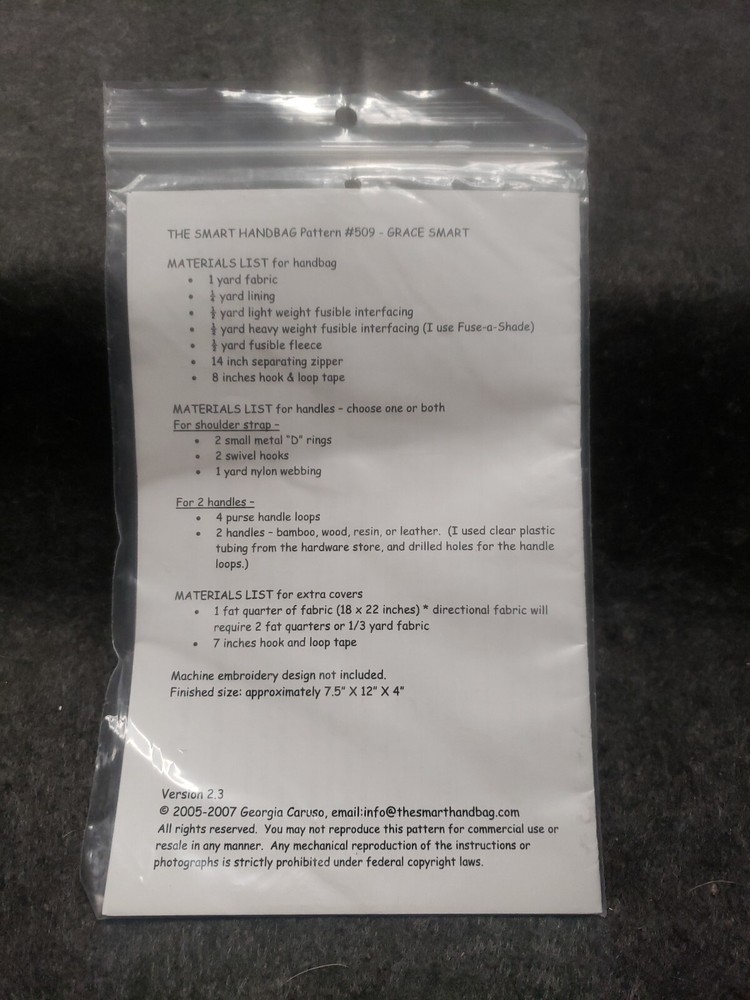 THE SMART HANDBAG Pattern #509 - GRACE SMART
MATERIALS LIST for handbag
• 1 yard fabric
• ½ yard lining
• ½ yard light weight fusible interfacing
• ½ yard heavy weight fusible interfacing (I use Fuse-a-Shade)
• ½ yard fusible fleece
• 14 inch separating zipper
• 8 inches hook & loop tape
MATERIALS LIST for handles - choose one or both
For shoulder strap -
• 2 small metal "D" rings
• 2 swivel hooks
• 1 yard nylon webbing
For 2 handles -
• 4 purse handle loops
• 2 handles - bamboo, wood, resin, or leather. (I used clear plastic
tubing from the hardware store, and drilled holes for the handle
loops.)
MATERIALS LIST for extra covers
• 1 fat quarter of fabric (18 x 22 inches) * directional fabric will
require 2 fat quarters or 1/3 yard fabric
• 7 inches hook and loop tape
Machine embroidery design not included.
Finished size: approximately 7.5" X 12" X 4"
Version 2.3
© 2005-2007 Georgia Caruso, email:info@thesmarthandbag.com
All rights reserved. You may not reproduce this pattern for commercial use or
resale in any manner. Any mechanical reproduction of the instructions or
photographs is strictly prohibited under federal copyright laws.